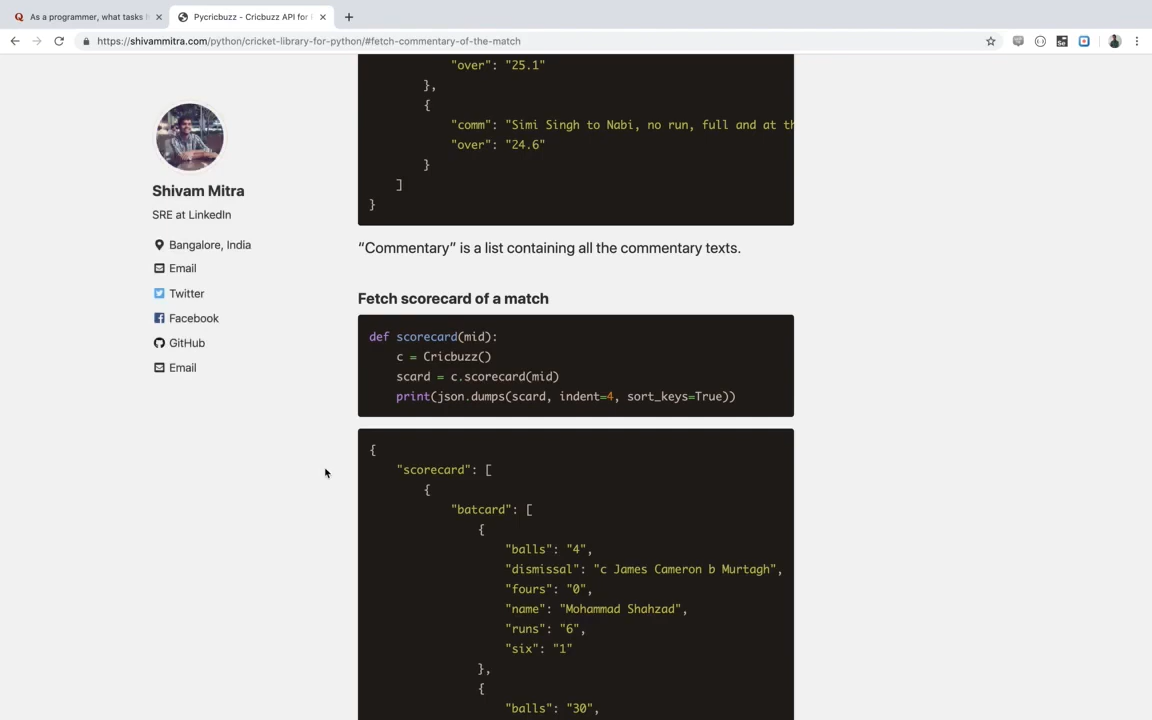 As a programmer, what tasks
Pycricbuzz - Cricbuzz API for
https://shivammitra.com/python/cricket-library-for-python/#fetch-commentary-of-the-match
Shivam Mitra
SRE at LinkedIn
Bangalore, India
Email
Twitter
Facebook
GitHub
Email
"over": "25.1"
},
{
"comm": "Simi Singh to Nabi, no run, full and at th
"over": "24.6"
}
]
}
“Commentary” is a list containing all the commentary texts.
Fetch scorecard of a match
def scorecard(mid):
c = Cricbuzz()
scard = c.scorecard(mid)
print(json.dumps(scard, indent=4, sort_keys=True))
{
"scorecard": [
{
"batcard": [
{
"balls": "4",
"dismissal": "c James Cameron b Murtagh",
"fours": "0",
"name": "Mohammad Shahzad",
"runs": "6",
"six": "1"
},
{
"balls": "30",